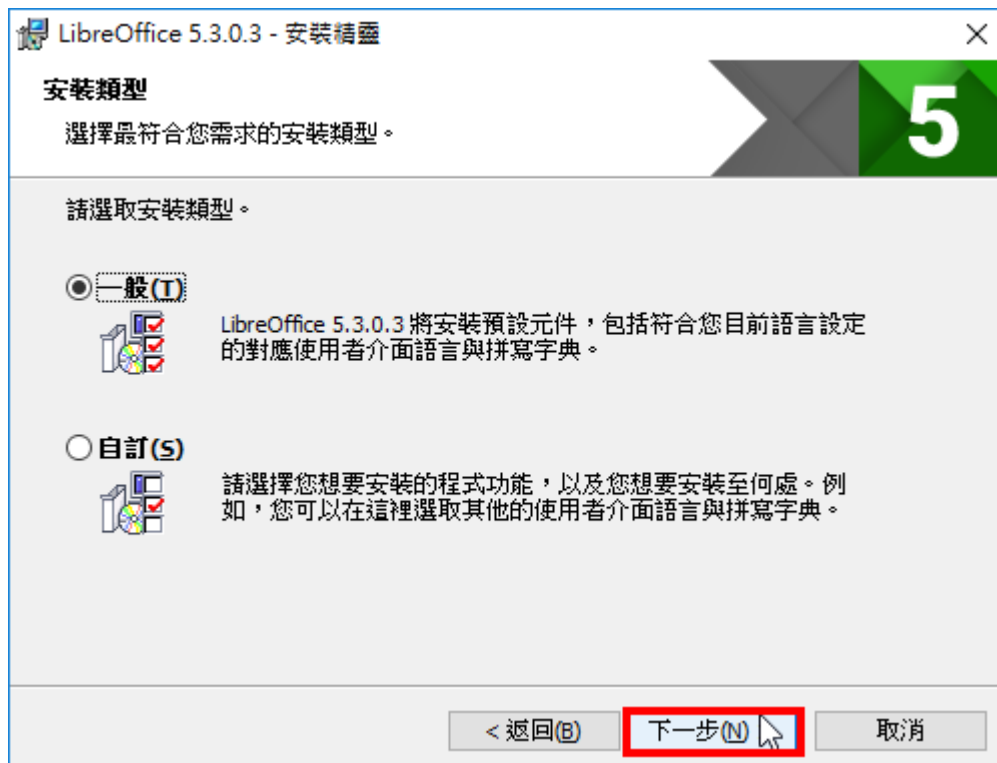 LibreOffice 5.3.0.3 - 安裝精靈
安裝類型
5
選擇最符合您需求的安裝類型。
請選取安裝類型。
一般(T)
LibreOffice 5.3.0.3 將安裝預設元件，包括符合您目前語言設定
的對應使用者介面語言與拼寫字典。
自訂(S)
請選擇您想要安裝的程式功能，以及您想要安裝至何處。例
如，您可以在這裡選取其他的使用者介面語言與拼寫字典。
< 返回(B) 下一步(N) 取消